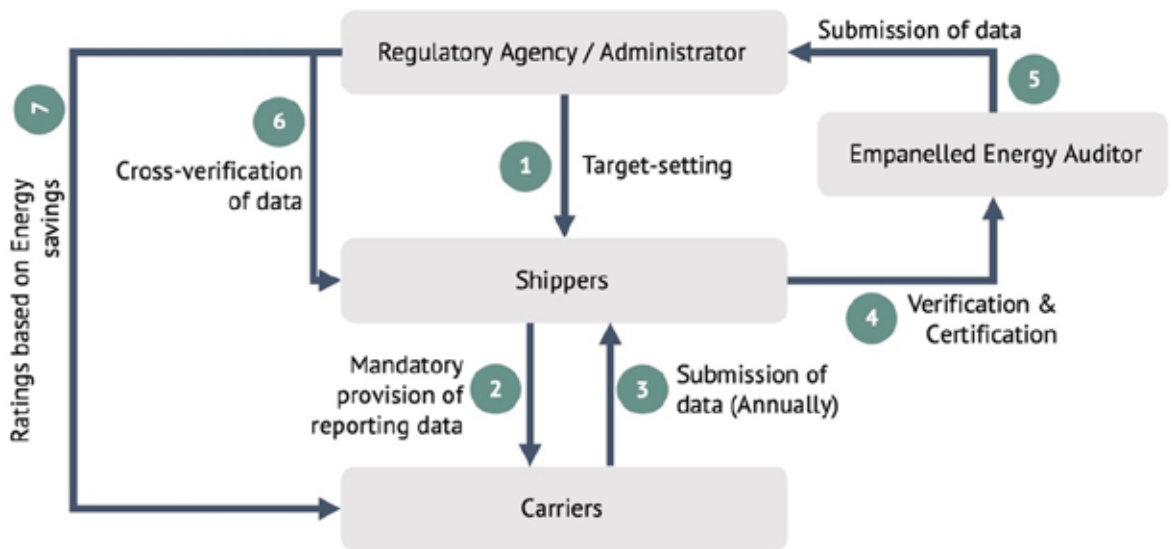 Regulatory Agency / Administrator
Submission of data
5
7
6
Cross-verification
of data
1
Target-setting
Empanelled Energy Auditor
Ratings based on Energy
savings
Shippers
4
Verification &
Certification
Mandatory
provision of
reporting data
2
3
Submission of
data (Annually)
Carriers